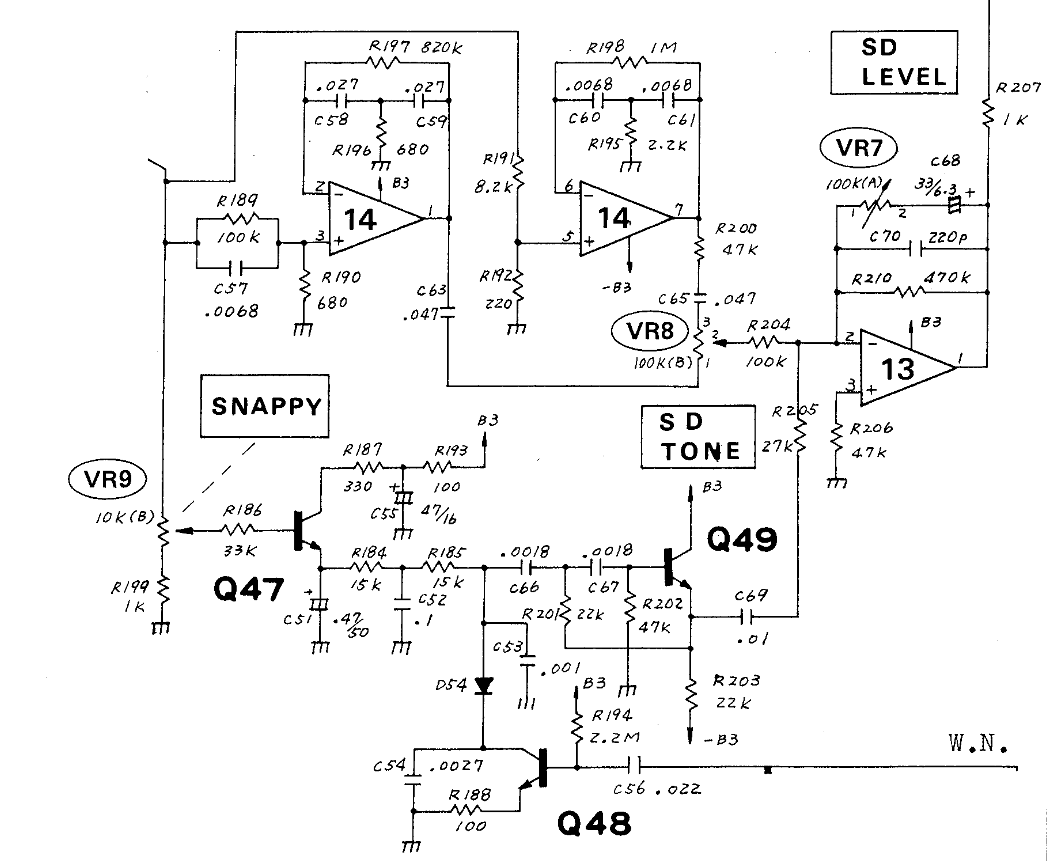 R197 820K
.027
.027
C58
C59
R196
680
B3
2
14
1
3
R189
100K
C57
.0068
R190
680
R198 1M
.0068
.0068
C60
C61
R195
2.2K
R191
8.2K
6
14
7
5
-B3
R192
220
C63
.047
R200
47K
C65
.047
VR8
3
2
1
100K(B)
R204
100K
SD
LEVEL
R207
1K
VR7
100K(A)
1
2
C68
33/6.3 +
C70
220P
R210
470K
B3
2
13
1
3
R205
27K
R206
47K
SNAPPY
VR9
10K(B)
R199
1K
R186
33K
Q47
R187
330
R193
100
B3
+
C55
47/16
R184
15K
R185
15K
+
C51
.47/50
C52
.1
SD
TONE
B3
Q49
.0018
.0018
C66
C67
R201
22K
R202
47K
C69
.01
C53
.001
D54
R203
22K
-B3
B3
R194
2.2M
W.N.
C54
.0027
R188
100
Q48
C56 .022